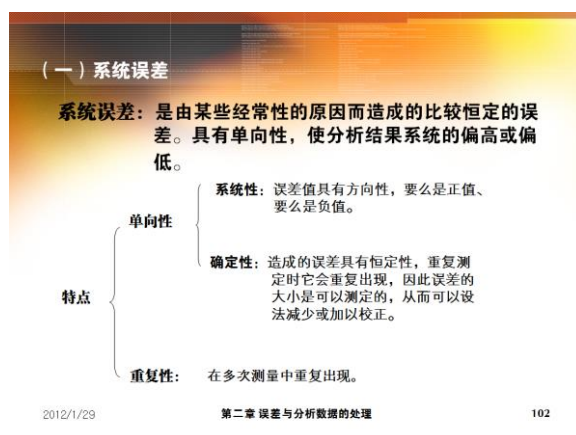 （一）系统误差
系统误差：是由某些经常性的原因而造成的比较恒定的误
差。具有单向性，使分析结果系统的偏高或偏
低。
特点
单向性
系统性：误差值具有方向性，要么是正值、
要么是负值。
确定性：造成的误差具有恒定性，重复测
定时它会重复出现，因此误差的
大小是可以测定的，从而可以设
法减少或加以校正。
重复性：在多次测量中重复出现。
2012/1/29
第二章 误差与分析数据的处理
102